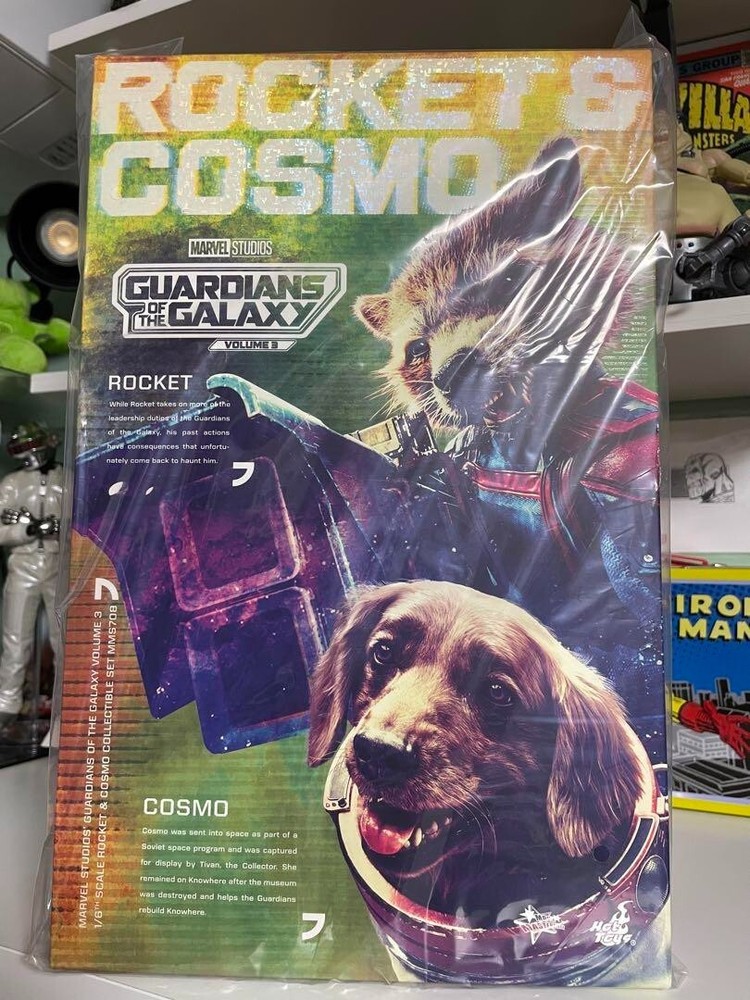 ROCKET &
COSMO
MARVEL STUDIOS
GUARDIANS
OF THE GALAXY
VOLUME 3
ROCKET
While Rocket takes on more of the
leadership duties of the Guardians
of the Galaxy, his past actions
have consequences that unfortu-
nately come back to haunt him.
MARVEL STUDIOS' GUARDIANS OF THE GALAXY VOLUME 3
1/6TH SCALE ROCKET & COSMO COLLECTIBLE SET MMS708
COSMO
Cosmo was sent into space as part of a
Soviet space program and was captured
for display by Tivan, the Collector. She
remained on Knowhere after the museum
was destroyed and helps the Guardians
rebuild Knowhere.
Hot Toys
S GROUP
ZILLA
NSTERS
IRON
MAN